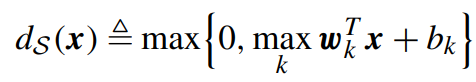 d_𝒮(𝒙) ≜ max{0, max_k 𝒘_k^T 𝒙 + b_k}